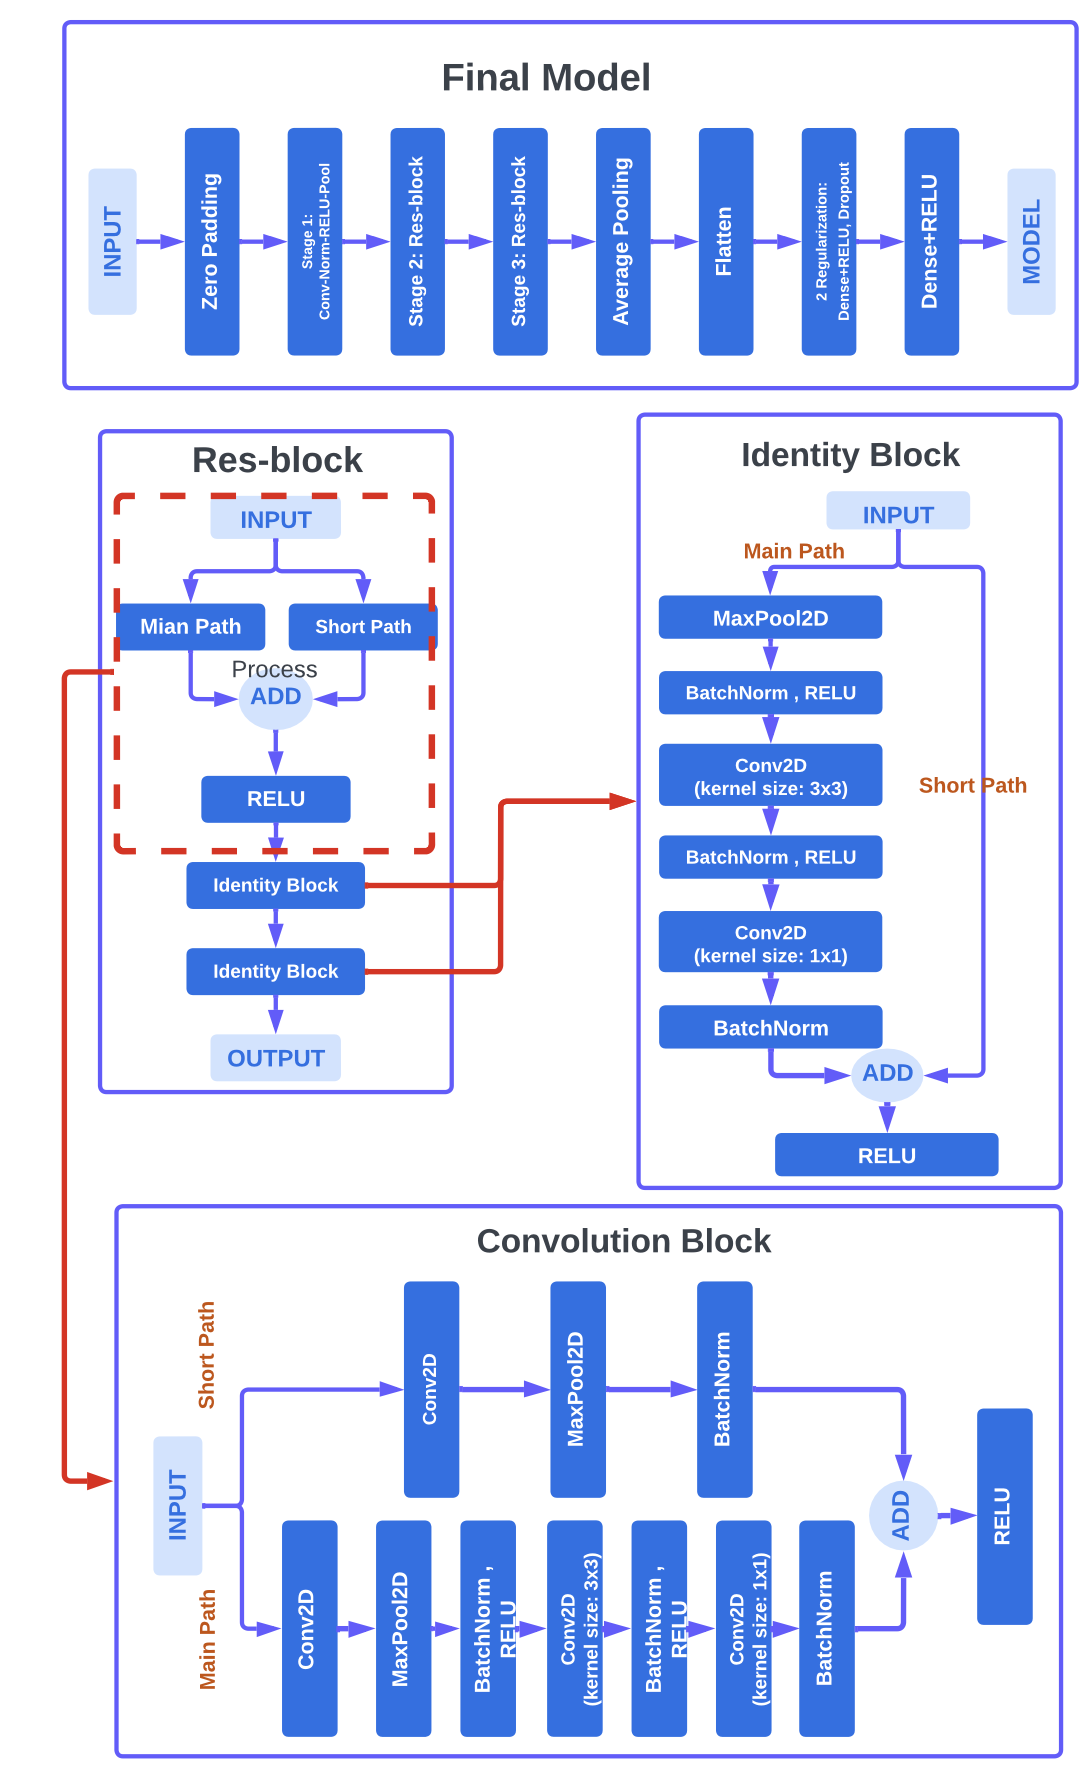 Final Model
INPUT
Zero Padding
Stage 1:
Conv-Norm-RELU-Pool
Stage 2: Res-block
Stage 3: Res-block
Average Pooling
Flatten
2 Regularization:
Dense+RELU, Dropout
Dense+RELU
MODEL
Res-block
INPUT
Mian Path
Short Path
Process
ADD
RELU
Identity Block
Identity Block
OUTPUT
Identity Block
INPUT
Main Path
MaxPool2D
BatchNorm , RELU
Conv2D
(kernel size: 3x3)
Short Path
BatchNorm , RELU
Conv2D
(kernel size: 1x1)
BatchNorm
ADD
RELU
Convolution Block
Short Path
Conv2D
MaxPool2D
BatchNorm
INPUT
Main Path
Conv2D
MaxPool2D
BatchNorm ,
RELU
Conv2D
(kernel size: 3x3)
BatchNorm ,
RELU
Conv2D
(kernel size: 1x1)
BatchNorm
ADD
RELU